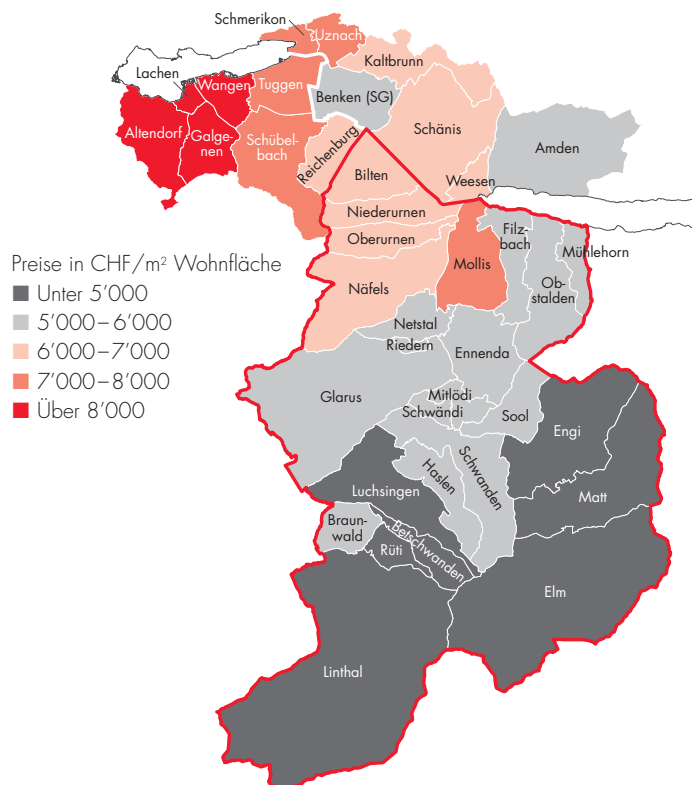 Schmerikon
Uznach
Kaltbrunn
Lachen
Wangen
Tuggen
Benken (SG)
Altendorf
Galge-
nen
Schübel-
bach
Reichenburg
Schänis
Amden
Bilten
Weesen
Niederurnen
Oberurnen
Filz-
bach
Mühlehorn
Mollis
Ob-
stalden
Näfels
Preise in CHF/m² Wohnfläche
Unter 5’000
5’000–6’000
6’000–7’000
7’000–8’000
Über 8’000
Netstal
Riedern
Ennenda
Glarus
Mitlödi
Schwändi
Sool
Engi
Schwanden
Haslen
Luchsingen
Matt
Braun-
wald
Betschwanden
Rüti
Elm
Linthal